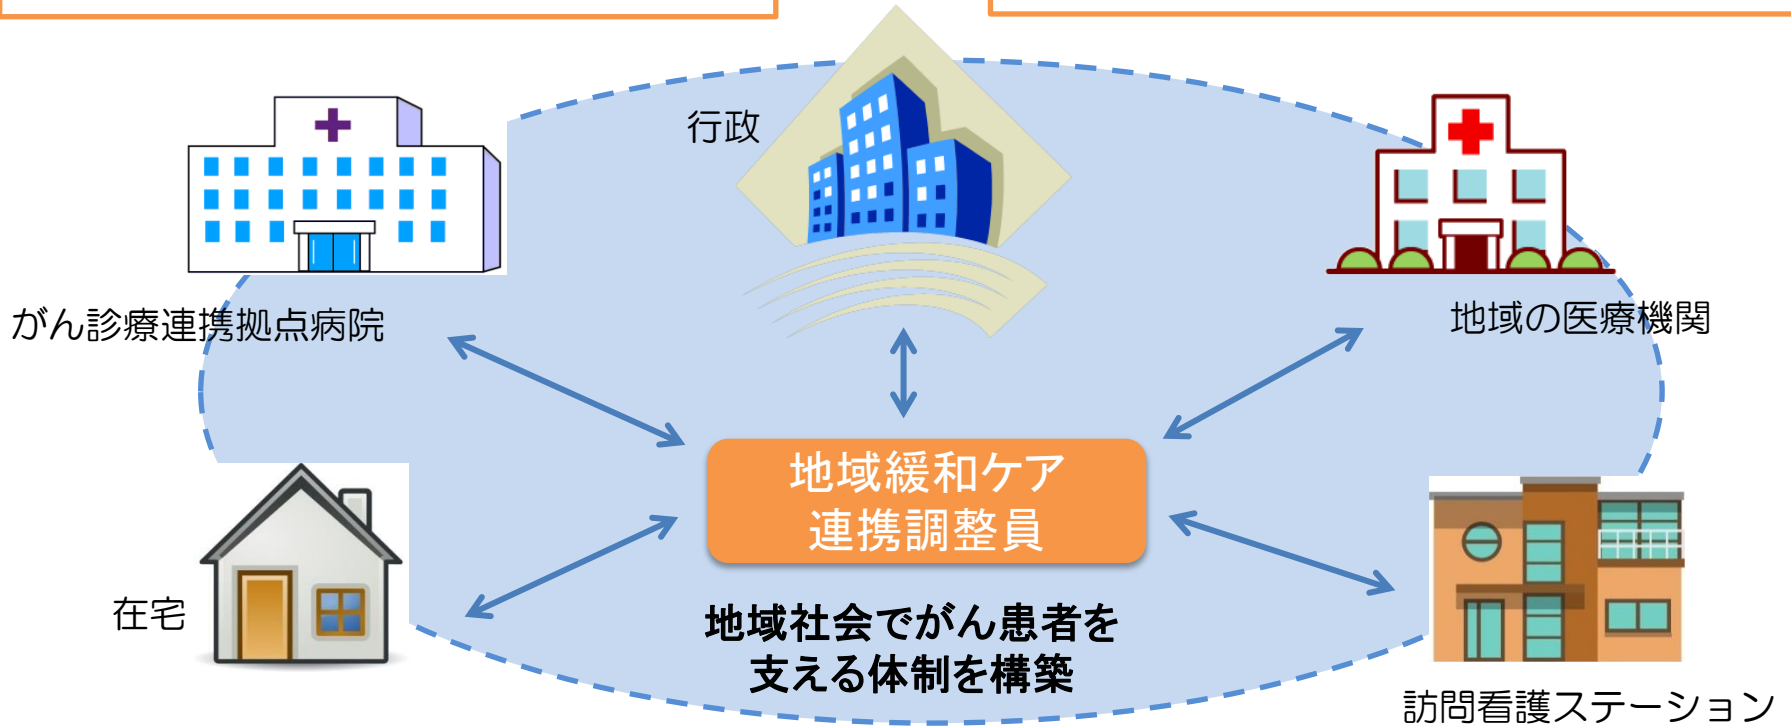 行政
がん診療連携拠点病院
地域の医療機関
地域緩和ケア
連携調整員
在宅
地域社会でがん患者を
支える体制を構築
訪問看護ステーション